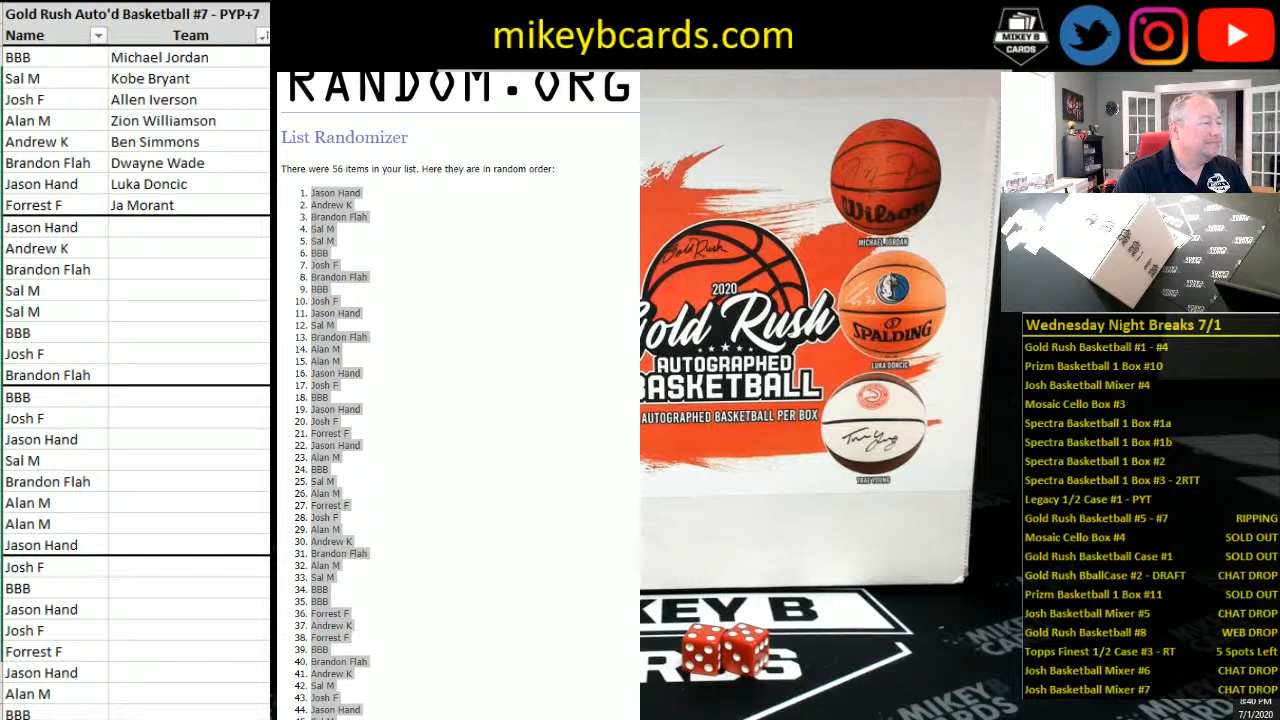 Gold Rush Auto'd Basketball #7 - PYP+7
Name Team
BBB Michael Jordan
Sal M Kobe Bryant
Josh F Allen Iverson
Alan M Zion Williamson
Andrew K Ben Simmons
Brandon Flah Dwayne Wade
Jason Hand Luka Doncic
Forrest F Ja Morant
Jason Hand
Andrew K
Brandon Flah
Sal M
Sal M
BBB
Josh F
Brandon Flah
BBB
Josh F
Jason Hand
Sal M
Brandon Flah
Alan M
Alan M
Jason Hand
Josh F
BBB
Jason Hand
Josh F
Forrest F
Jason Hand
Alan M
BBB
mikeybcards.com
MIKEY B
CARDS
RANDOM.ORG
List Randomizer
There were 56 items in your list. Here they are in random order:
1. Jason Hand
2. Andrew K
3. Brandon Flah
4. Sal M
5. Sal M
6. BBB
7. Josh F
8. Brandon Flah
9. BBB
10. Josh F
11. Jason Hand
12. Sal M
13. Brandon Flah
14. Alan M
15. Alan M
16. Jason Hand
17. Josh F
18. BBB
19. Jason Hand
20. Josh F
21. Forrest F
22. Jason Hand
23. Alan M
24. BBB
25. Sal M
26. Alan M
27. Forrest F
28. Josh F
29. Alan M
30. Andrew K
31. Brandon Flah
32. Alan M
33. Sal M
34. BBB
35. BBB
36. Forrest F
37. Andrew K
38. Forrest F
39. BBB
40. Brandon Flah
41. Andrew K
42. Sal M
43. Josh F
44. Jason Hand
Gold Rush
2020
Gold Rush
AUTOGRAPHED
BASKETBALL
AUTOGRAPHED BASKETBALL PER BOX
Wilson
MICHAEL JORDAN
SPALDING
LUKA DONCIC
TRAE YOUNG
KEY B
RDS
Wednesday Night Breaks 7/1
Gold Rush Basketball #1 - #4
Prizm Basketball 1 Box #10
Josh Basketball Mixer #4
Mosaic Cello Box #3
Spectra Basketball 1 Box #1a
Spectra Basketball 1 Box #1b
Spectra Basketball 1 Box #2
Spectra Basketball 1 Box #3 - 2RTT
Legacy 1/2 Case #1 - PYT
Gold Rush Basketball #5 - #7 RIPPING
Mosaic Cello Box #4 SOLD OUT
Gold Rush Basketball Case #1 SOLD OUT
Gold Rush BballCase #2 - DRAFT CHAT DROP
Prizm Basketball 1 Box #11 SOLD OUT
Josh Basketball Mixer #5 CHAT DROP
Gold Rush Basketball #8 WEB DROP
Topps Finest 1/2 Case #3 - RT 5 Spots Left
Josh Basketball Mixer #6 CHAT DROP
Josh Basketball Mixer #7 CHAT DROP
8:40 PM
7/1/2020